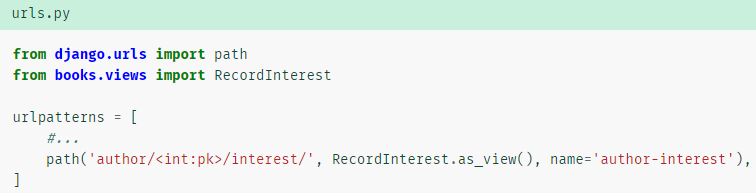 urls.py
from django.urls import path
from books.views import RecordInterest
urlpatterns = [
#...
path('author/<int:pk>/interest/', RecordInterest.as_view(), name='author-interest'),
]